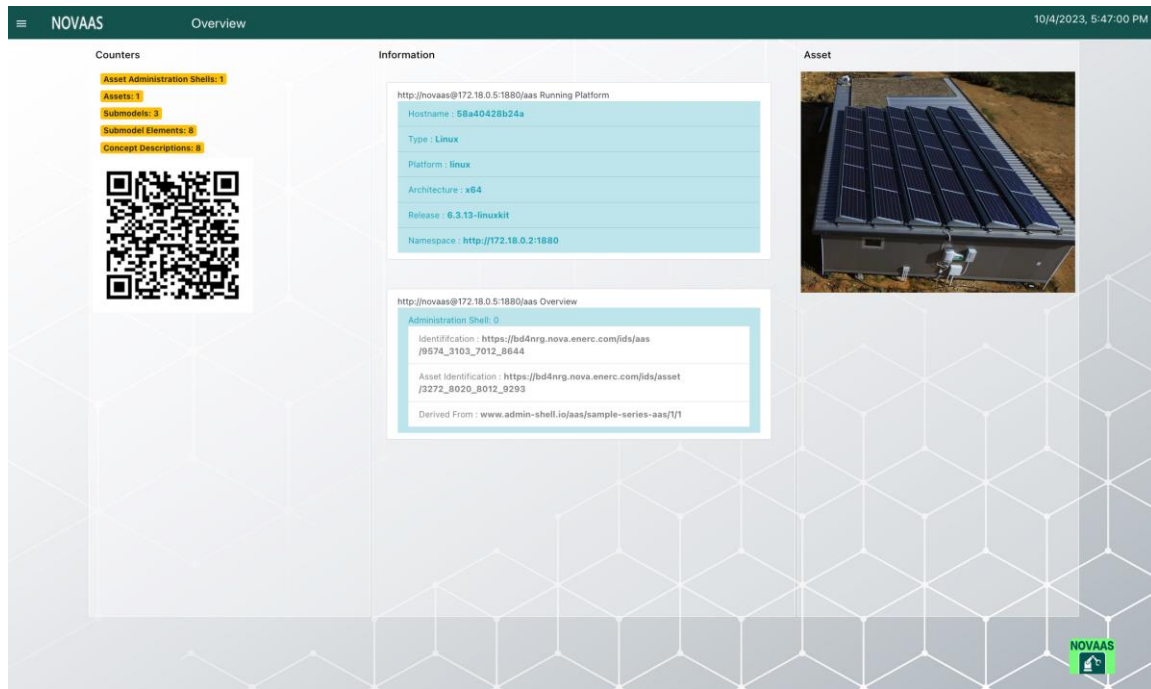 NOVAAS
Overview
10/4/2023, 5:47:00 PM
Counters
Asset Administration Shells: 1
Assets: 1
Submodels: 3
Submodel Elements: 8
Concept Descriptions: 8
Information
http://novaas@172.18.0.5:1880/aas Running Platform
Hostname : 58a40428b24a
Type : Linux
Platform : linux
Architecture : x64
Release : 6.3.13-linuxkit
Namespace : http://172.18.0.2:1880
http://novaas@172.18.0.5:1880/aas Overview
Administration Shell: 0
Identififcation : https://bd4nrg.nova.enerc.com/ids/aas
/9574_3103_7012_8644
Asset Identification : https://bd4nrg.nova.enerc.com/ids/asset
/3272_8020_8012_9293
Derived From : www.admin-shell.io/aas/sample-series-aas/1/1
Asset
NOVAAS